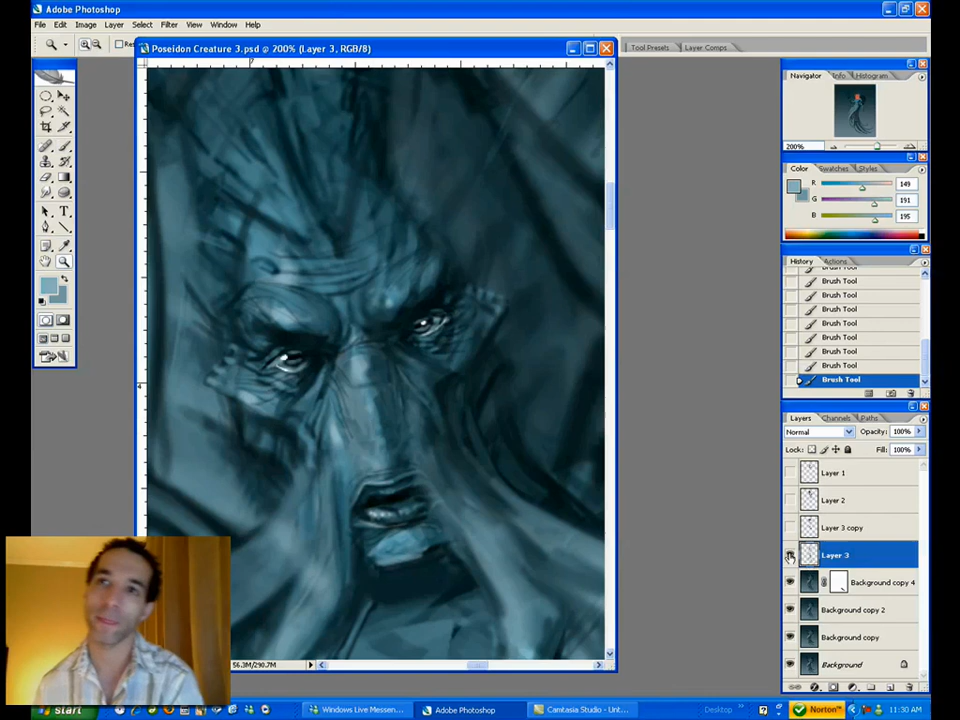 Adobe Photoshop
File Edit Image Layer Select Filter View Window Help
Poseidon Creature 3.psd @ 200% (Layer 3, RGB/8)
Tool Presets Layer Comps
Navigator Info Histogram
200%
Color Swatches Styles
R 149
G 191
B 195
History Actions
Brush Tool
Brush Tool
Brush Tool
Brush Tool
Brush Tool
Brush Tool
Brush Tool
Brush Tool
Brush Tool
Layers Channels Paths
Normal Opacity: 100%
Lock: Fill: 100%
Layer 1
Layer 2
Layer 3 copy
Layer 3
Background copy 4
Background copy 2
Background copy
Background
56.3M/290.7M
start Windows Live Messen... Adobe Photoshop Camtasia Studio - Unt... Desktop Norton 11:30 AM